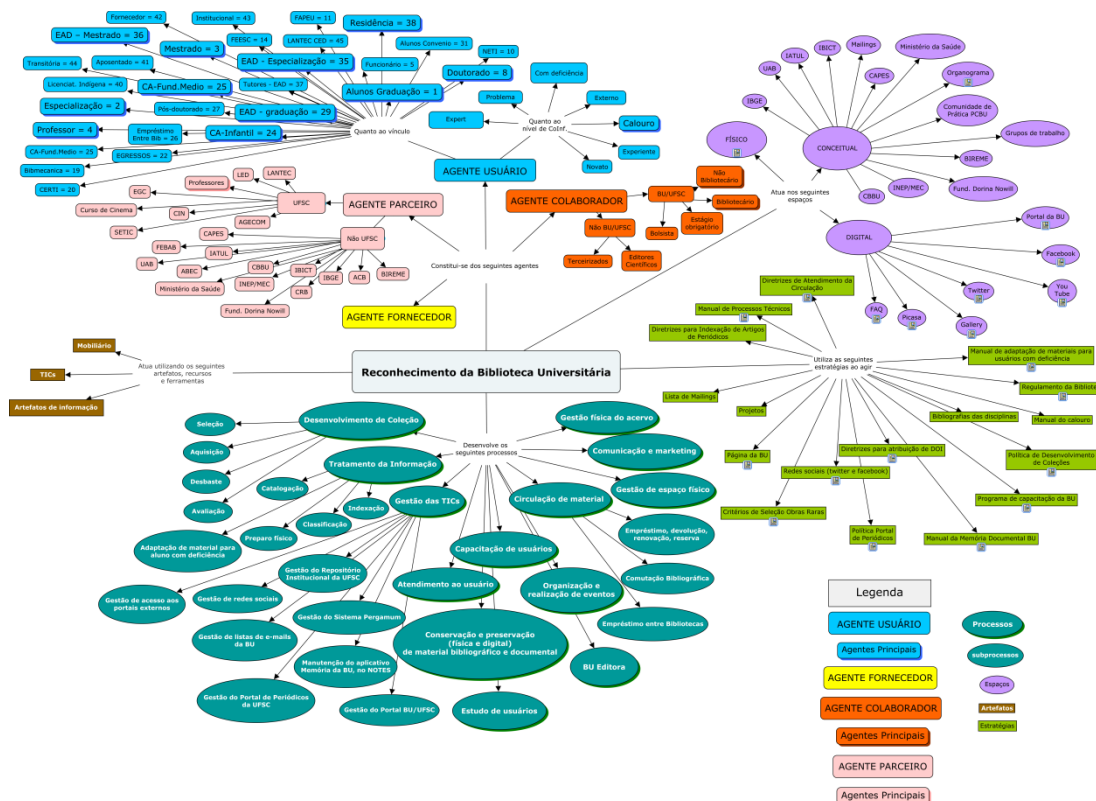 Fornecedor = 42
Institucional = 43
FAPEU = 11
Residência = 38
EAD – Mestrado = 36
FEESC = 14
LANTEC CED = 45
Alunos Convenio = 31
Mestrado = 3
NETI = 10
Transitória = 44
Aposentado = 41
EAD - Especialização = 35
Funcionário = 5
Doutorado = 8
Licenciat. Indígena = 40
CA-Fund.Medio = 25
Tutores - EAD = 37
Alunos Graduação = 1
Especialização = 2
Pós-doutorado = 27
EAD – graduação = 29
Professor = 4
Empréstimo
Entre Bib = 26
CA-Infantil = 24
Quanto ao vínculo
CA-Fund.Medio = 25
EGRESSOS = 22
Bibmecanica = 19
CERTI = 20
Com deficiência
Problema
Externo
Expert
Quanto ao
nível de CoInf.
Calouro
Experiente
Novato
AGENTE USUÁRIO
LANTEC
LED
Professores
EGC
UFSC
Curso de Cinema
CIN
AGECOM
SETIC
AGENTE PARCEIRO
CAPES
Não UFSC
FEBAB
IATUL
UAB
ABEC
CBBU
IBICT
ACB
BIREME
INEP/MEC
IBGE
Ministério da Saúde
CRB
Fund. Dorina Nowill
AGENTE COLABORADOR
BU/UFSC
Não
Bibliotecário
Bibliotecário
Estágio
obrigatório
Bolsista
Não BU/UFSC
Terceirizados
Editores
Científicos
Constitui-se dos seguintes agentes
AGENTE FORNECEDOR
Atua nos seguintes
espaços
FÍSICO
CONCEITUAL
IBGE
UAB
IATUL
IBICT
Mailings
CAPES
Ministério da Saúde
Organograma
Comunidade de
Prática PCBU
Grupos de trabalho
BIREME
Fund. Dorina Nowill
INEP/MEC
CBBU
DIGITAL
Portal da BU
Facebook
You
Tube
Twitter
Gallery
Picasa
FAQ
Reconhecimento da Biblioteca Universitária
Mobiliário
TICs
Artefatos de informação
Atua utilizando os seguintes
artefatos, recursos
e ferramentas
Utiliza as seguintes
estratégias ao agir
Diretrizes de Atendimento da
Circulação
Manual de Processos Técnicos
Diretrizes para Indexação de Artigos
de Periódicos
Lista de Mailings
Projetos
Página da BU
Critérios de Seleção Obras Raras
Redes sociais (twitter e facebook)
Diretrizes para atribuição de DOI
Política Portal
de Periódicos
Manual da Memória Documental BU
Programa de capacitação da BU
Política de Desenvolvimento
de Coleções
Bibliografias das disciplinas
Manual do calouro
Regulamento da Bibliote
Manual de adaptação de materiais para
usuários com deficiência
Desenvolve os
seguintes processos
Desenvolvimento de Coleção
Seleção
Aquisição
Desbaste
Avaliação
Tratamento da Informação
Catalogação
Indexação
Classificação
Preparo físico
Adaptação de material para
aluno com deficiência
Gestão das TICs
Gestão de acesso aos
portais externos
Gestão de redes sociais
Gestão do Repositório
Institucional da UFSC
Gestão do Sistema Pergamum
Gestão de listas de e-mails
da BU
Manutenção do aplicativo
Memória da BU, no NOTES
Gestão do Portal de Periódicos
da UFSC
Gestão do Portal BU/UFSC
Gestão física do acervo
Comunicação e marketing
Gestão de espaço físico
Circulação de material
Empréstimo, devolução,
renovação, reserva
Comutação Bibliográfica
Empréstimo entre Bibliotecas
Capacitação de usuários
Atendimento ao usuário
Organização e
realização de eventos
Conservação e preservação
(física e digital)
de material bibliográfico e documental
BU Editora
Estudo de usuários
Legenda
AGENTE USUÁRIO
Agentes Principais
AGENTE FORNECEDOR
AGENTE COLABORADOR
Agentes Principais
AGENTE PARCEIRO
Agentes Principais
Processos
subprocessos
Espaços
Artefatos
Estratégias